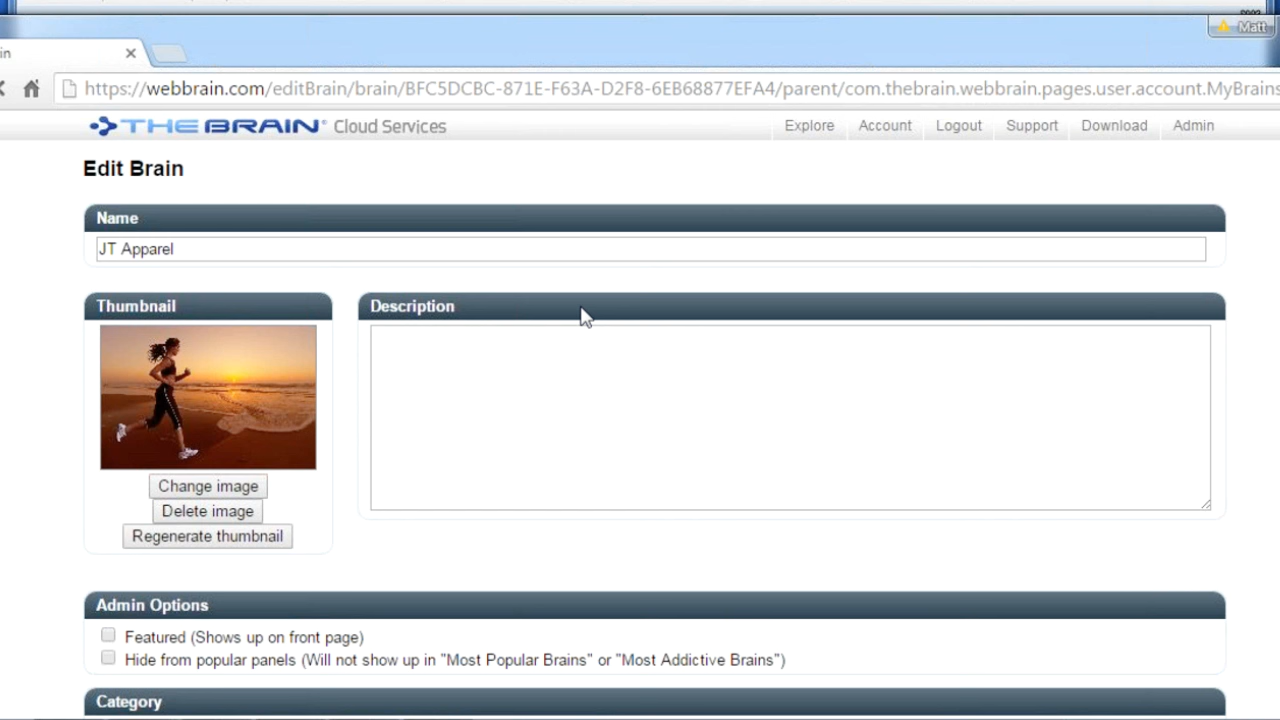 Matt
in
https://webbrain.com/editBrain/brain/BFC5DCBC-871E-F63A-D2F8-6EB68877EFA4/parent/com.thebrain.webbrain.pages.user.account.MyBrains
THE BRAIN® Cloud Services
Explore Account Logout Support Download Admin
Edit Brain
Name
JT Apparel
Thumbnail
Description
Change image
Delete image
Regenerate thumbnail
Admin Options
Featured (Shows up on front page)
Hide from popular panels (Will not show up in "Most Popular Brains" or "Most Addictive Brains")
Category